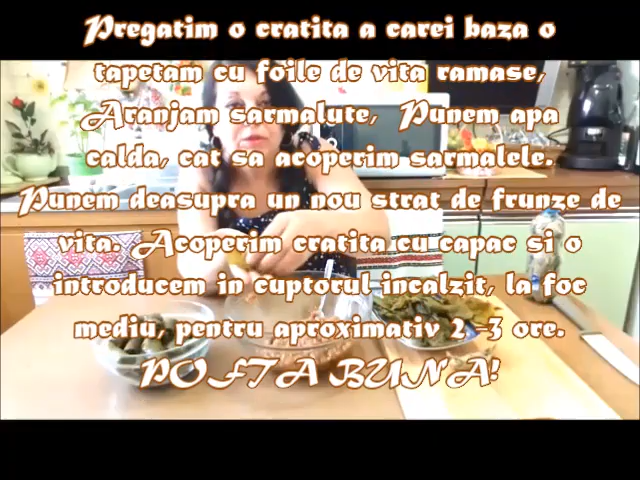 Pregatim o cratita a carei baza o
tapetam cu foile de vita ramase,
Aranjam sarmalute, Punem apa
calda, cat sa acoperim sarmalele.
Punem deasupra un nou strat de frunze de
vita. Acoperim cratita cu capac si o
introducem in cuptorul incalzit, la foc
mediu, pentru aproximativ 2 -3 ore.
POFTA BUNA!